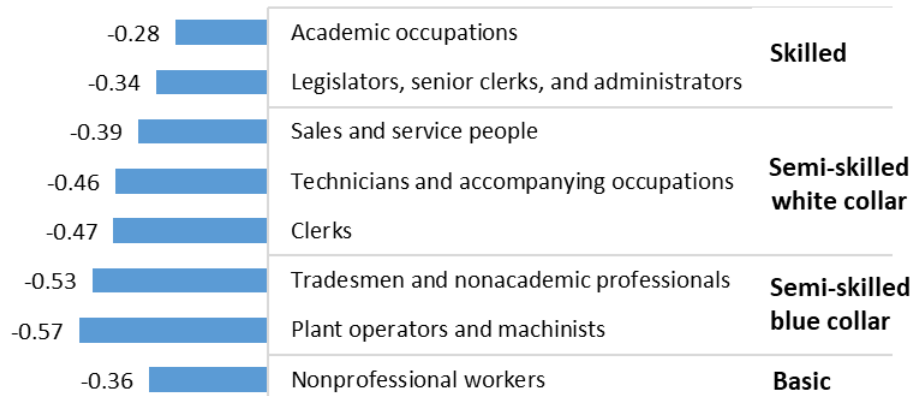 -0.28 Academic occupations
Skilled
-0.34 Legislators, senior clerks, and administrators
-0.39 Sales and service people
-0.46 Technicians and accompanying occupations
Semi-skilled
white collar
-0.47 Clerks
-0.53 Tradesmen and nonacademic professionals
Semi-skilled
blue collar
-0.57 Plant operators and machinists
-0.36 Nonprofessional workers
Basic